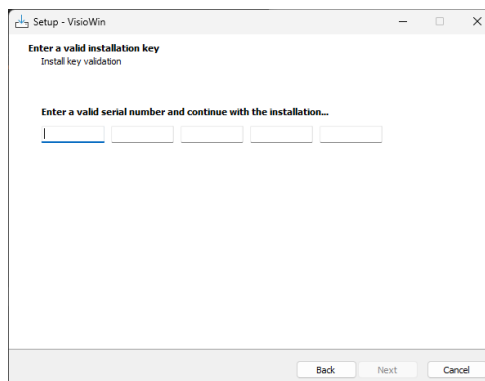 Setup - VisioWin
Enter a valid installation key
Install key validation
Enter a valid serial number and continue with the installation...
Back
Next
Cancel